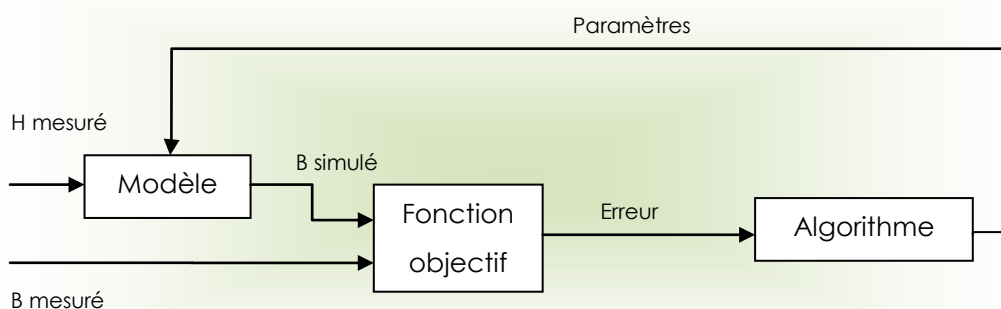 Paramètres
H mesuré
Modèle
B simulé
Fonction
objectif
Erreur
Algorithme
B mesuré